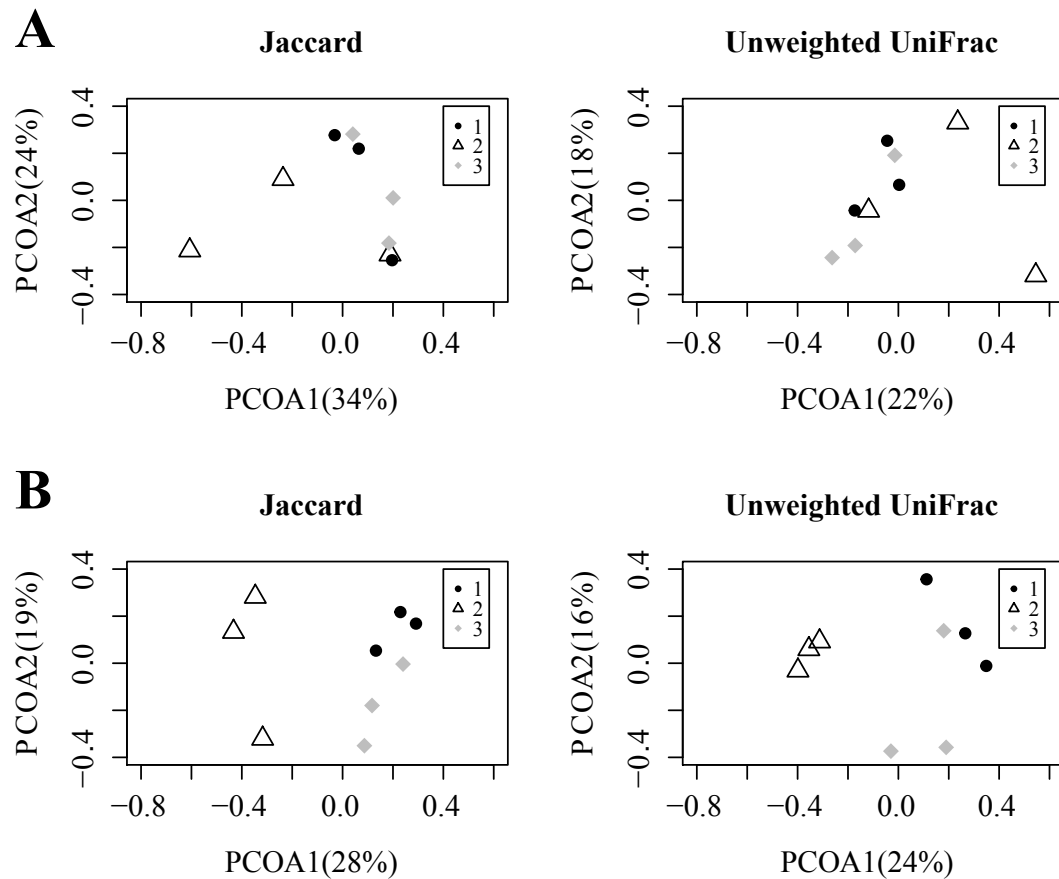 A
Jaccard
PCOA2(24%)
0.4
0.0
−0.4
1
2
3
−0.8
−0.4
0.0
0.4
PCOA1(34%)
Unweighted UniFrac
PCOA2(18%)
0.4
0.0
−0.4
1
2
3
−0.8
−0.4
0.0
0.4
PCOA1(22%)
B
Jaccard
PCOA2(19%)
0.4
0.0
−0.4
1
2
3
−0.8
−0.4
0.0
0.4
PCOA1(28%)
Unweighted UniFrac
PCOA2(16%)
0.4
0.0
−0.4
1
2
3
−0.8
−0.4
0.0
0.4
PCOA1(24%)